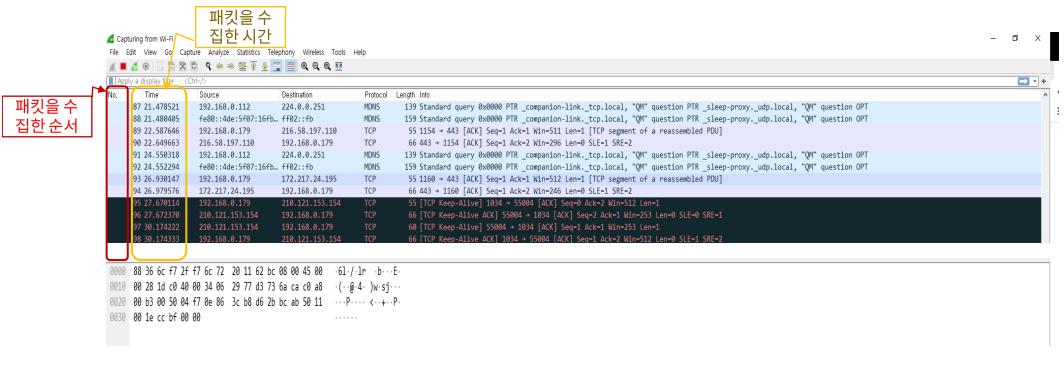 패킷을 수
집한 시간
Capturing from Wi-Fi
File Edit View Go Capture Analyze Statistics Telephony Wireless Tools Help
Apply a display filter ... <Ctrl-/>
패킷을 수
집한 순서
No. Time Source Destination Protocol Length Info
87 21.478521 192.168.0.112 224.0.0.251 MDNS 139 Standard query 0x0000 PTR _companion-link._tcp.local, "QM" question PTR _sleep-proxy._udp.local, "QM" question OPT
88 21.480405 fe80::4de:5f07:16fb… ff02::fb MDNS 159 Standard query 0x0000 PTR _companion-link._tcp.local, "QM" question PTR _sleep-proxy._udp.local, "QM" question OPT
89 22.587646 192.168.0.179 216.58.197.110 TCP 55 1154 → 443 [ACK] Seq=1 Ack=1 Win=511 Len=1 [TCP segment of a reassembled PDU]
90 22.649663 216.58.197.110 192.168.0.179 TCP 66 443 → 1154 [ACK] Seq=1 Ack=2 Win=296 Len=0 SLE=1 SRE=2
91 24.550318 192.168.0.112 224.0.0.251 MDNS 139 Standard query 0x0000 PTR _companion-link._tcp.local, "QM" question PTR _sleep-proxy._udp.local, "QM" question OPT
92 24.552294 fe80::4de:5f07:16fb… ff02::fb MDNS 159 Standard query 0x0000 PTR _companion-link._tcp.local, "QM" question PTR _sleep-proxy._udp.local, "QM" question OPT
93 26.930147 192.168.0.179 172.217.24.195 TCP 55 1160 → 443 [ACK] Seq=1 Ack=1 Win=512 Len=1 [TCP segment of a reassembled PDU]
94 26.979576 172.217.24.195 192.168.0.179 TCP 66 443 → 1160 [ACK] Seq=1 Ack=2 Win=246 Len=0 SLE=1 SRE=2
95 27.670114 192.168.0.179 210.121.153.154 TCP 55 [TCP Keep-Alive] 1034 → 55004 [ACK] Seq=0 Ack=2 Win=512 Len=1
96 27.672370 210.121.153.154 192.168.0.179 TCP 66 [TCP Keep-Alive ACK] 55004 → 1034 [ACK] Seq=2 Ack=1 Win=253 Len=0 SLE=0 SRE=1
97 30.174222 210.121.153.154 192.168.0.179 TCP 60 [TCP Keep-Alive] 55004 → 1034 [ACK] Seq=1 Ack=1 Win=253 Len=1
98 30.174333 192.168.0.179 210.121.153.154 TCP 66 [TCP Keep-Alive ACK] 1034 → 55004 [ACK] Seq=1 Ack=2 Win=512 Len=0 SLE=1 SRE=2
0000 88 36 6c f7 2f f7 6c 72 20 11 62 bc 08 00 45 00 ·6l·/·lr ·b···E·
0010 00 28 1d c0 40 00 34 06 29 77 d3 73 6a ca c0 a8 ·(··@·4· )w·sj···
0020 00 b3 00 50 04 f7 0e 86 3c b8 d6 2b bc ab 50 11 ···P···· <··+··P·
0030 00 1e cc bf 00 00 ······